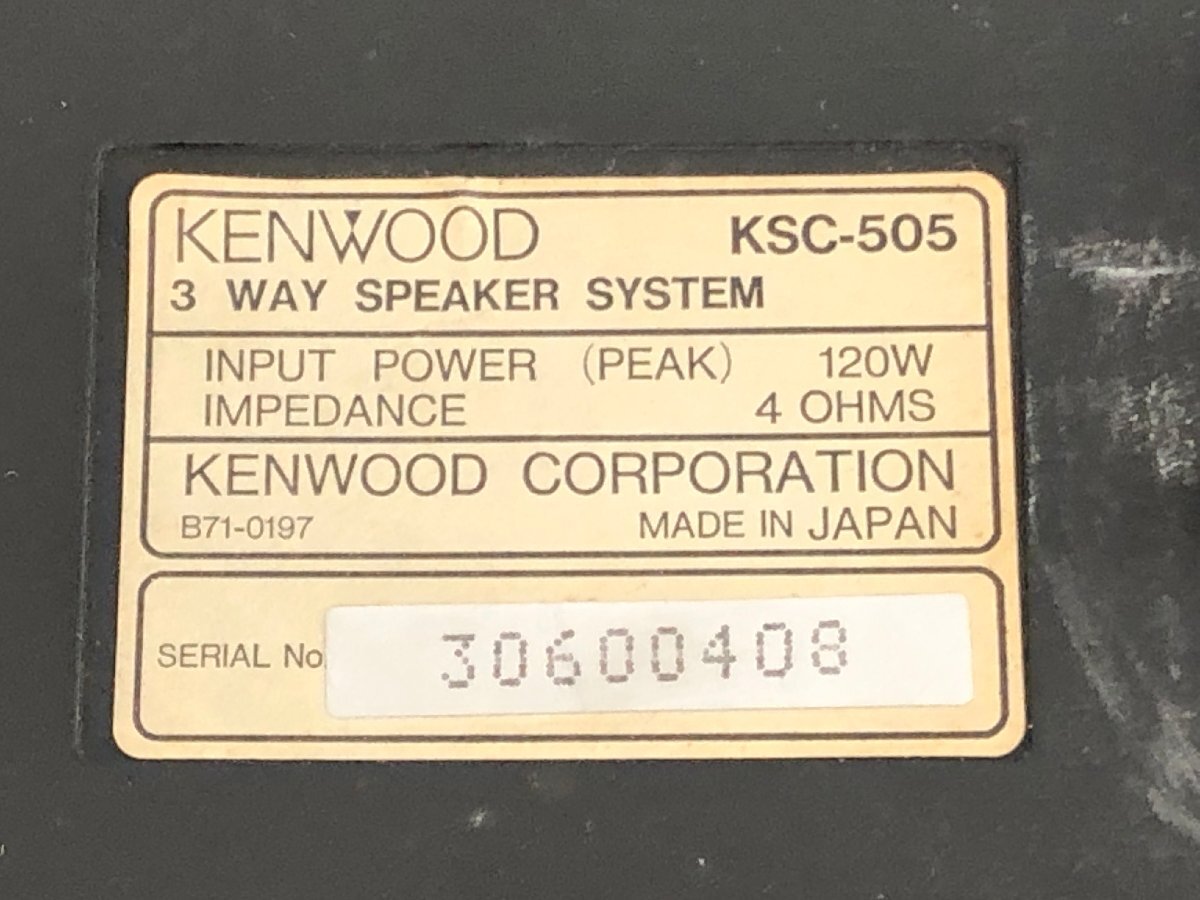 KENWOOD KSC-505
3 WAY SPEAKER SYSTEM
INPUT POWER (PEAK) 120W
IMPEDANCE 4 OHMS
KENWOOD CORPORATION
B71-0197 MADE IN JAPAN
SERIAL No 30600408